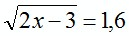 √(2x−3) = 1,6